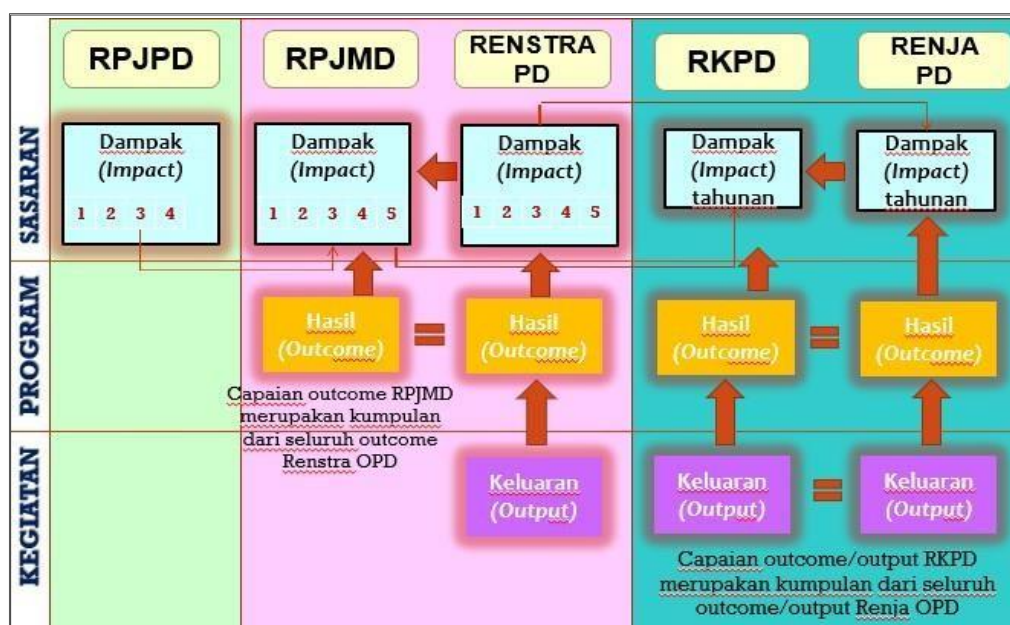 RPJPD
RPJMD
RENSTRA
PD
RKPD
RENJA
PD
SASARAN
Dampak
(Impact)
1 2 3 4
Dampak
(Impact)
1 2 3 4 5
Dampak
(Impact)
1 2 3 4 5
Dampak
(Impact)
tahunan
Dampak
(Impact)
tahunan
PROGRAM
Hasil
(Outcome)
=
Hasil
(Outcome)
Hasil
(Outcome)
=
Hasil
(Outcome)
Capaian outcome RPJMD
merupakan kumpulan
dari seluruh outcome
Renstra OPD
KEGIATAN
Keluaran
(Output)
Keluaran
(Output)
=
Keluaran
(Output)
Capaian outcome/output RKPD
merupakan kumpulan dari seluruh
outcome/output Renja OPD